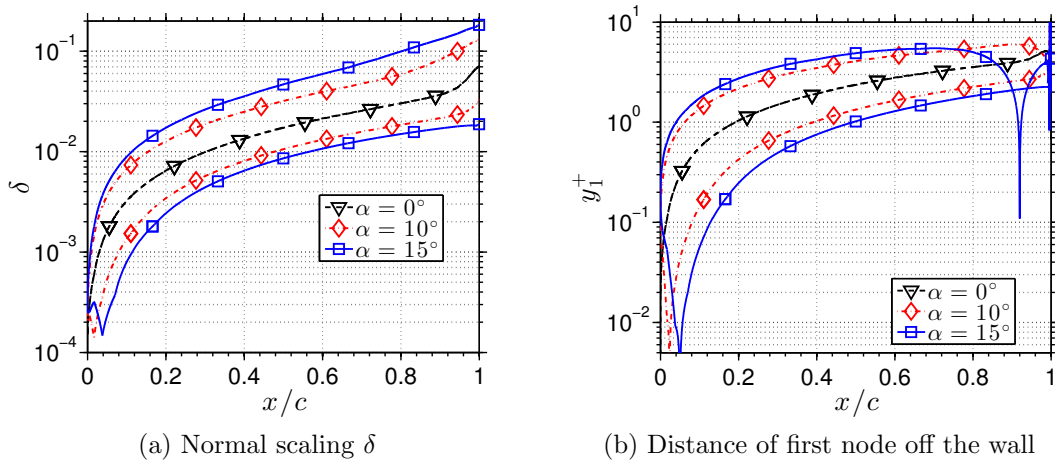 10^{-1}
10^{-2}
10^{-3}
10^{-4}
δ
α = 0°
α = 10°
α = 15°
0 0.2 0.4 0.6 0.8 1
x/c
(a) Normal scaling δ
10^{1}
10^{0}
10^{-1}
10^{-2}
y_1^+
α = 0°
α = 10°
α = 15°
0 0.2 0.4 0.6 0.8 1
x/c
(b) Distance of first node off the wall